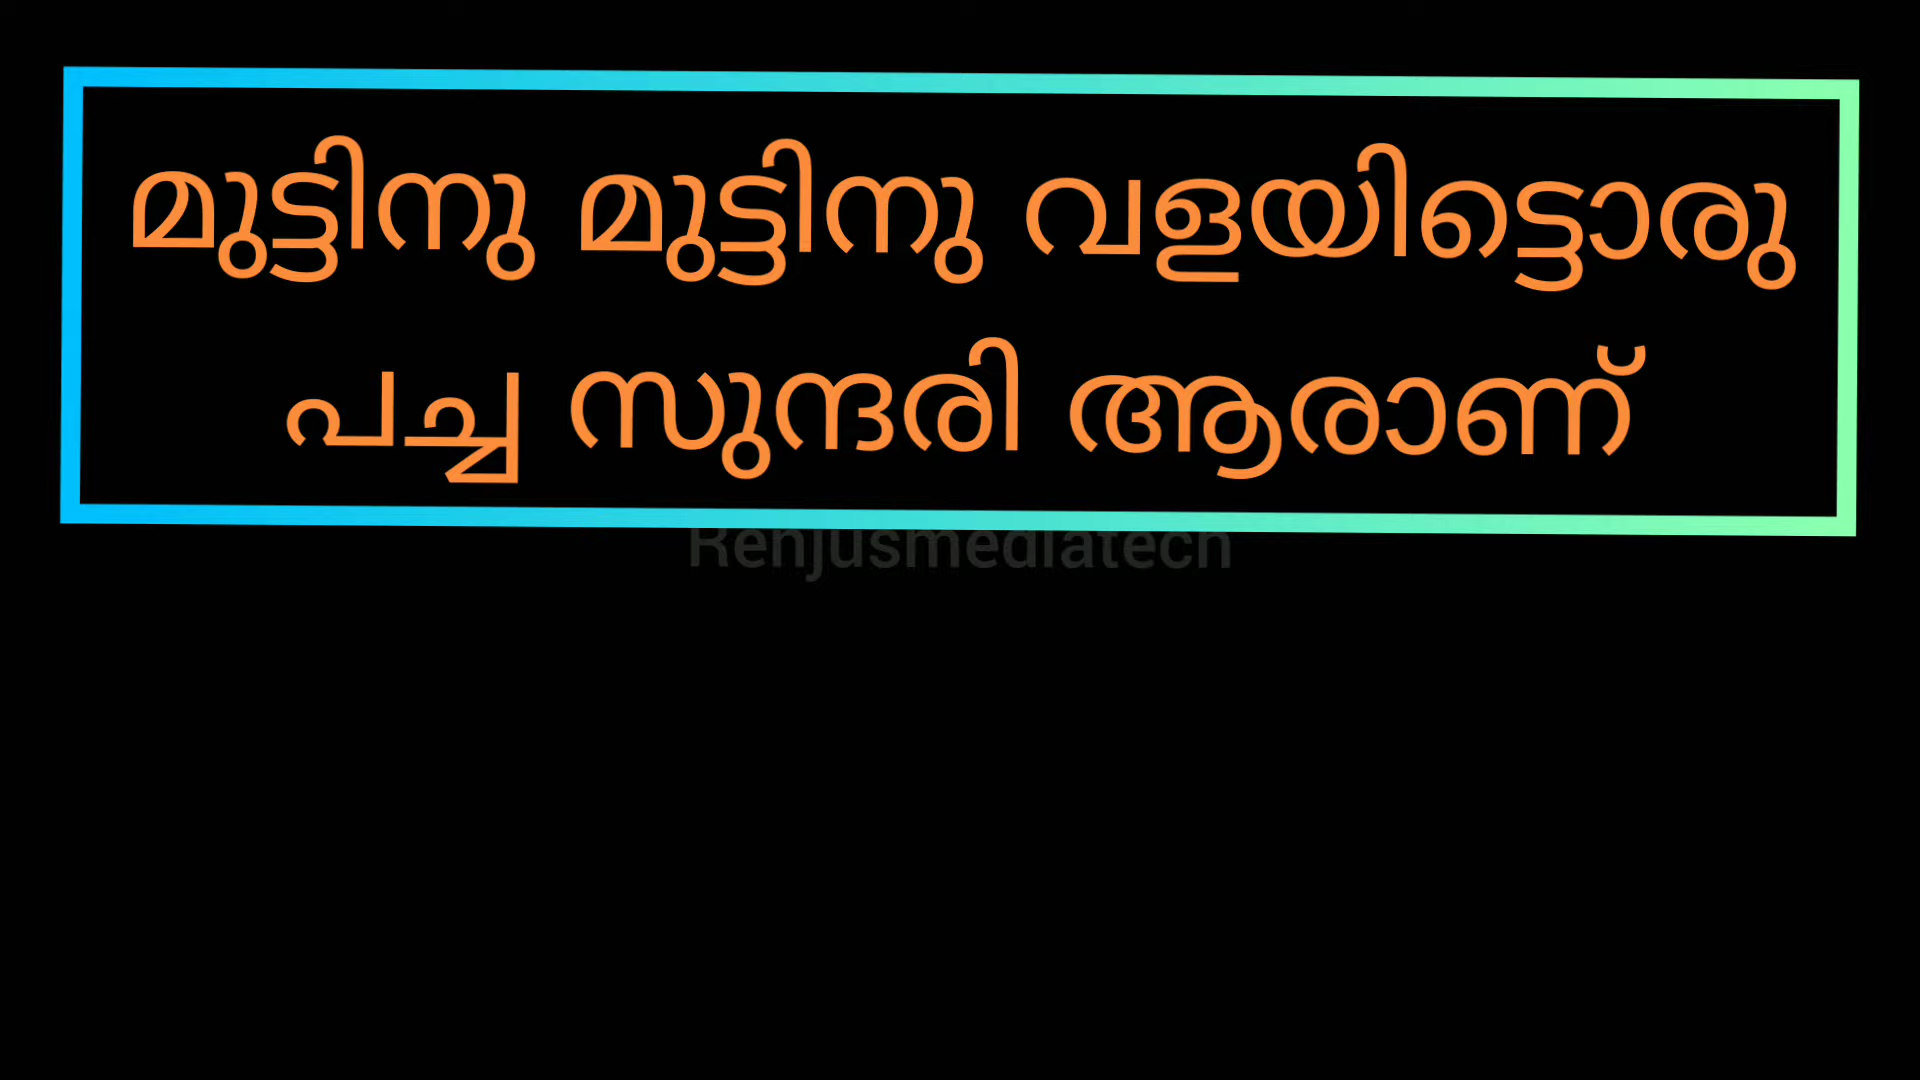 മുട്ടിനു മുട്ടിനു വളയിട്ടൊരു
പച്ച സുന്ദരി ആരാണ്
Renjusmediatech